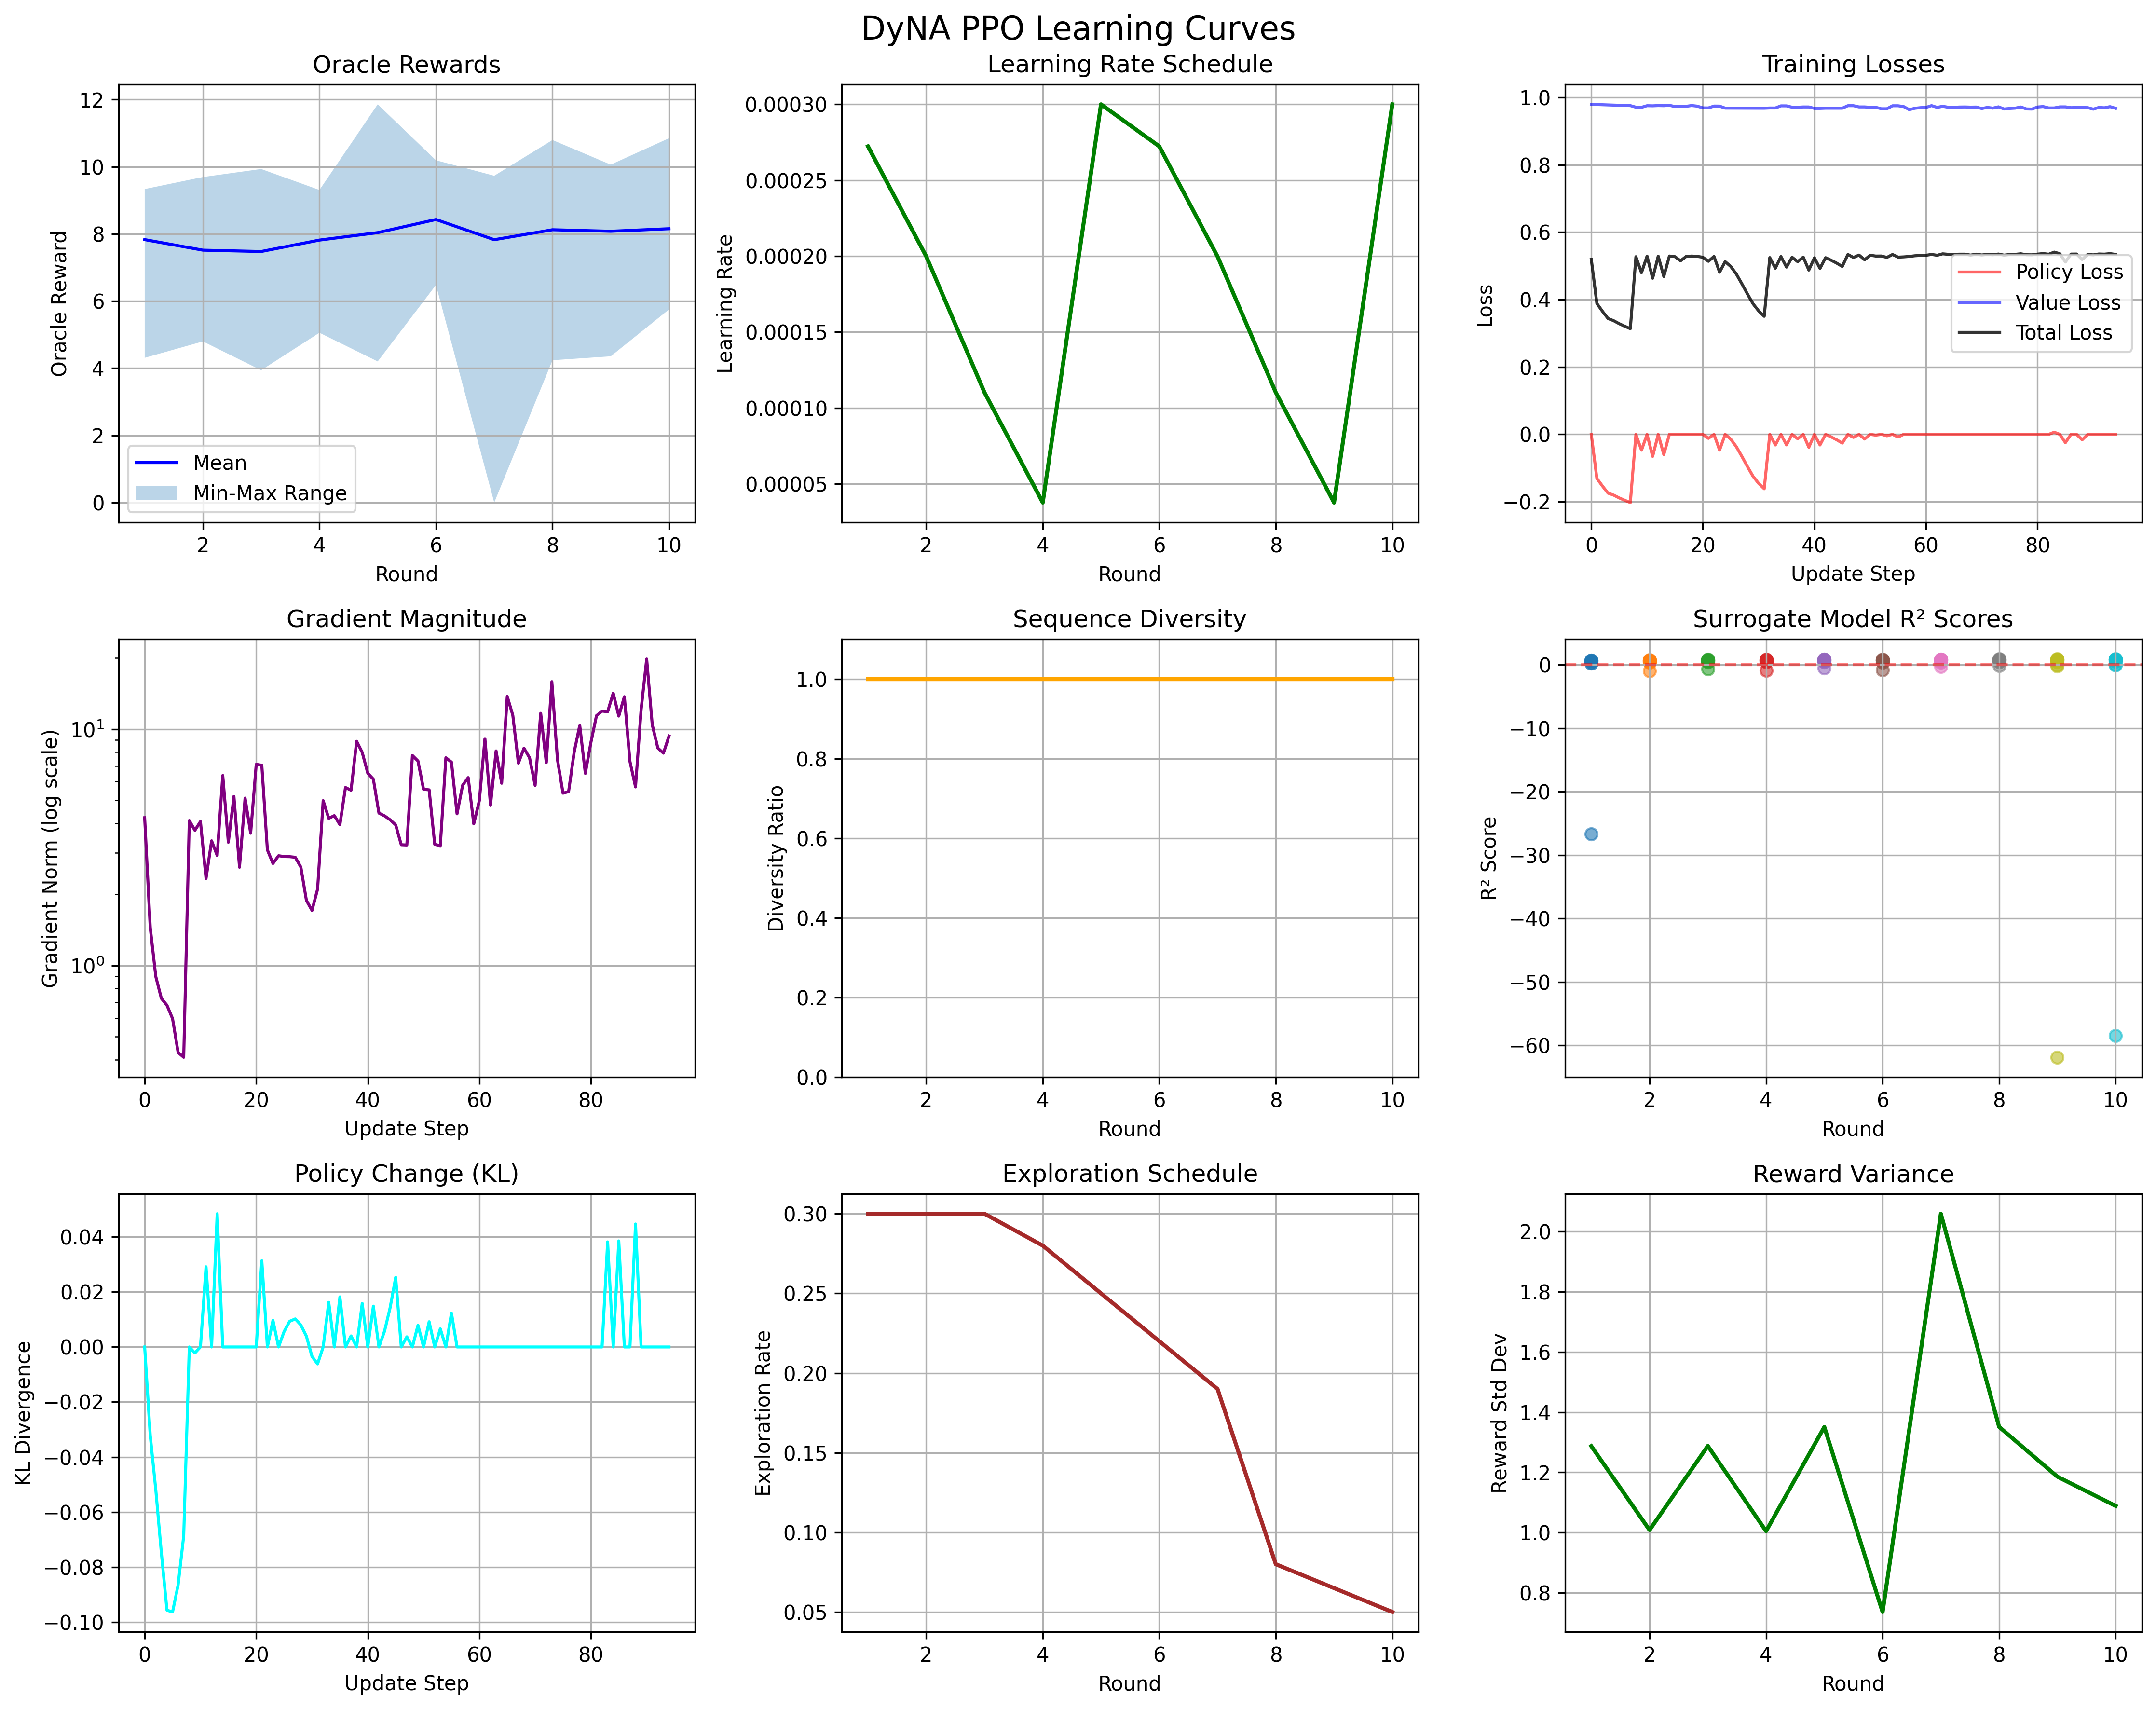 DyNA PPO Learning Curves
Oracle Rewards
Oracle Reward
12
10
8
6
4
2
0
Mean
Min-Max Range
2 4 6 8 10
Round
Learning Rate Schedule
Learning Rate
0.00030
0.00025
0.00020
0.00015
0.00010
0.00005
2 4 6 8 10
Round
Training Losses
Loss
1.0
0.8
0.6
0.4
0.2
0.0
−0.2
Policy Loss
Value Loss
Total Loss
0 20 40 60 80
Update Step
Gradient Magnitude
Gradient Norm (log scale)
10¹
10⁰
0 20 40 60 80
Update Step
Sequence Diversity
Diversity Ratio
1.0
0.8
0.6
0.4
0.2
0.0
2 4 6 8 10
Round
Surrogate Model R² Scores
R² Score
0
−10
−20
−30
−40
−50
−60
2 4 6 8 10
Round
Policy Change (KL)
KL Divergence
0.04
0.02
0.00
−0.02
−0.04
−0.06
−0.08
−0.10
0 20 40 60 80
Update Step
Exploration Schedule
Exploration Rate
0.30
0.25
0.20
0.15
0.10
0.05
2 4 6 8 10
Round
Reward Variance
Reward Std Dev
2.0
1.8
1.6
1.4
1.2
1.0
0.8
2 4 6 8 10
Round